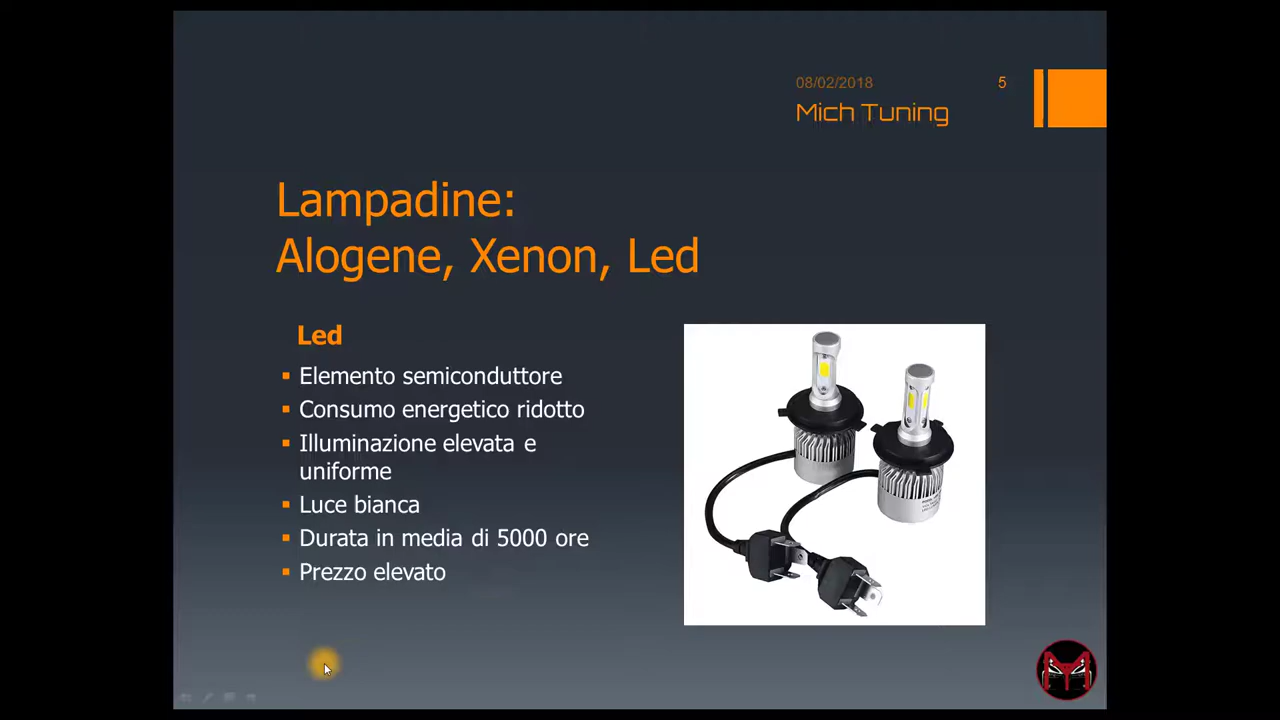 08/02/2018
5
Mich Tuning
Lampadine:
Alogene, Xenon, Led
Led
Elemento semiconduttore
Consumo energetico ridotto
Illuminazione elevata e
uniforme
Luce bianca
Durata in media di 5000 ore
Prezzo elevato